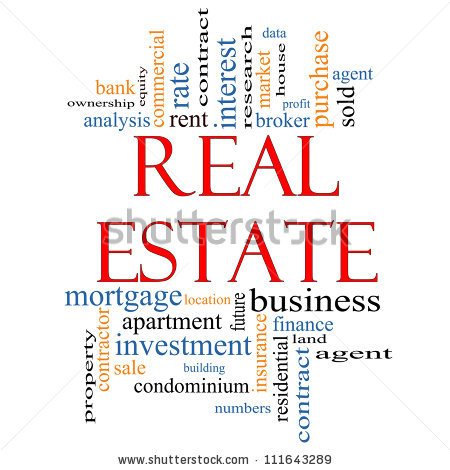 data
contract
research
house
purchase
commercial
interest
rate
market
agent
bank
equity
ownership
profit
sold
analysis
rent
broker
REAL
shutterstock
ESTATE
mortgage
location
future
business
apartment
insurance
finance
contractor
investment
residential
land
property
sale
building
contract
agent
condominium
numbers
www.shutterstock.com · 111643289